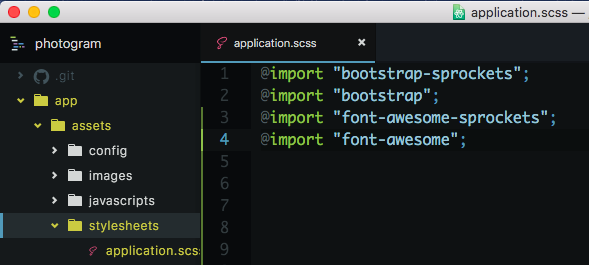 application.scss —
photogram
application.scss ×
.git
app
assets
config
images
javascripts
stylesheets
application.scs
1 @import "bootstrap-sprockets";
2 @import "bootstrap";
3 @import "font-awesome-sprockets";
4 @import "font-awesome";
5
6
7
8
9